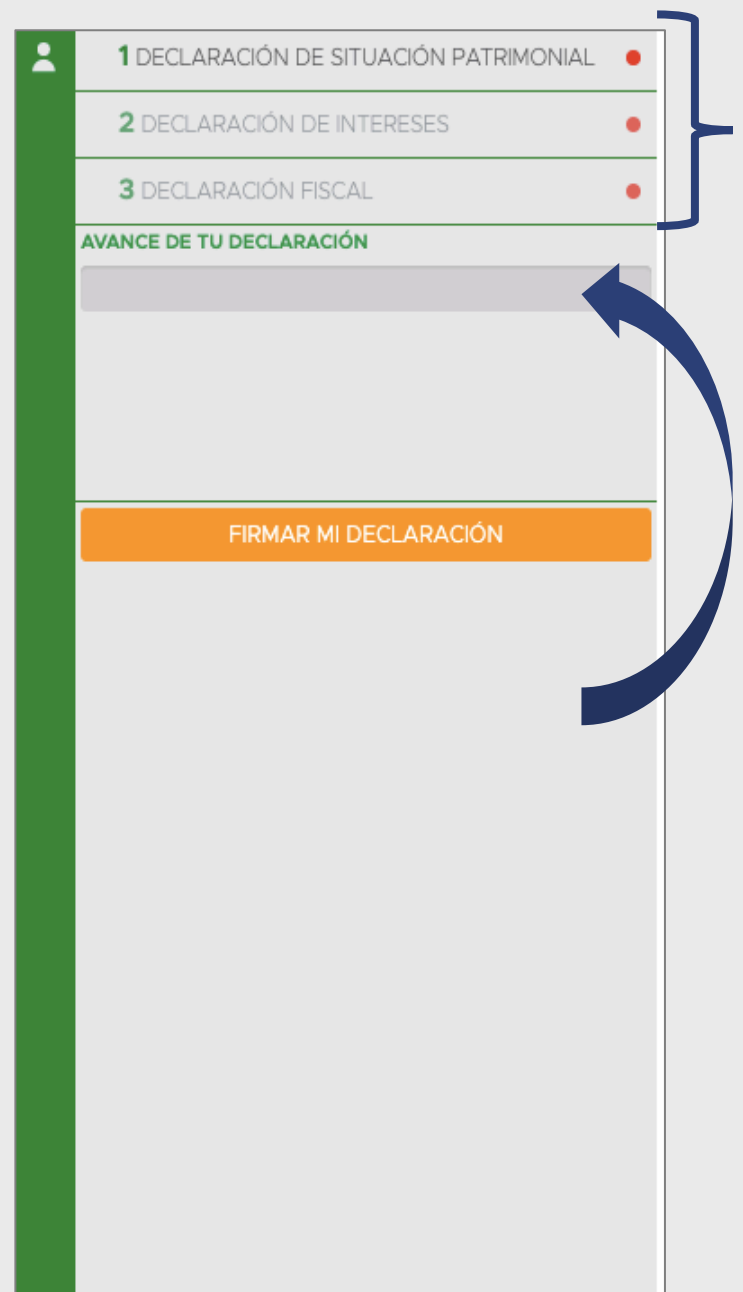 1 DECLARACIÓN DE SITUACIÓN PATRIMONIAL
2 DECLARACIÓN DE INTERESES
3 DECLARACIÓN FISCAL
AVANCE DE TU DECLARACIÓN
FIRMAR MI DECLARACIÓN